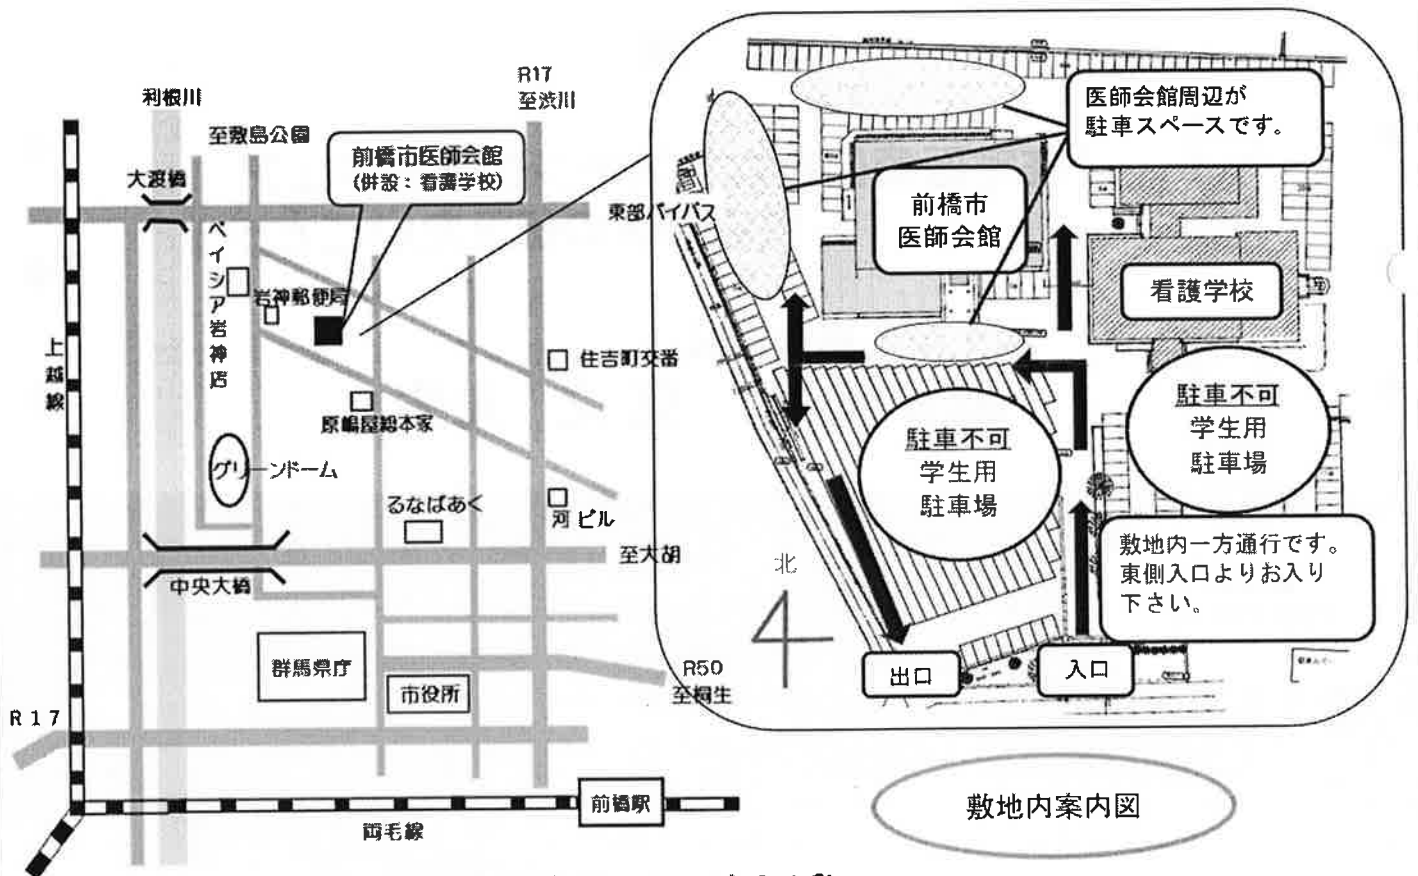 利根川
R17
至渋川
至敷島公園
前橋市医師会館
(併設：看護学校)
大渡橋
東部バイパス
ベイシア岩神店
岩神郵便局
上越線
住吉町交番
原嶋屋総本家
グリーンドーム
るなぱあく
河 ビル
至大胡
中央大橋
群馬県庁
市役所
R50
至桐生
R17
前橋駅
両毛線
医師会館周辺が
駐車スペースです。
前橋市
医師会館
看護学校
駐車不可
学生用
駐車場
駐車不可
学生用
駐車場
敷地内一方通行です。
東側入口よりお入り
下さい。
北
出口
入口
敷地内案内図